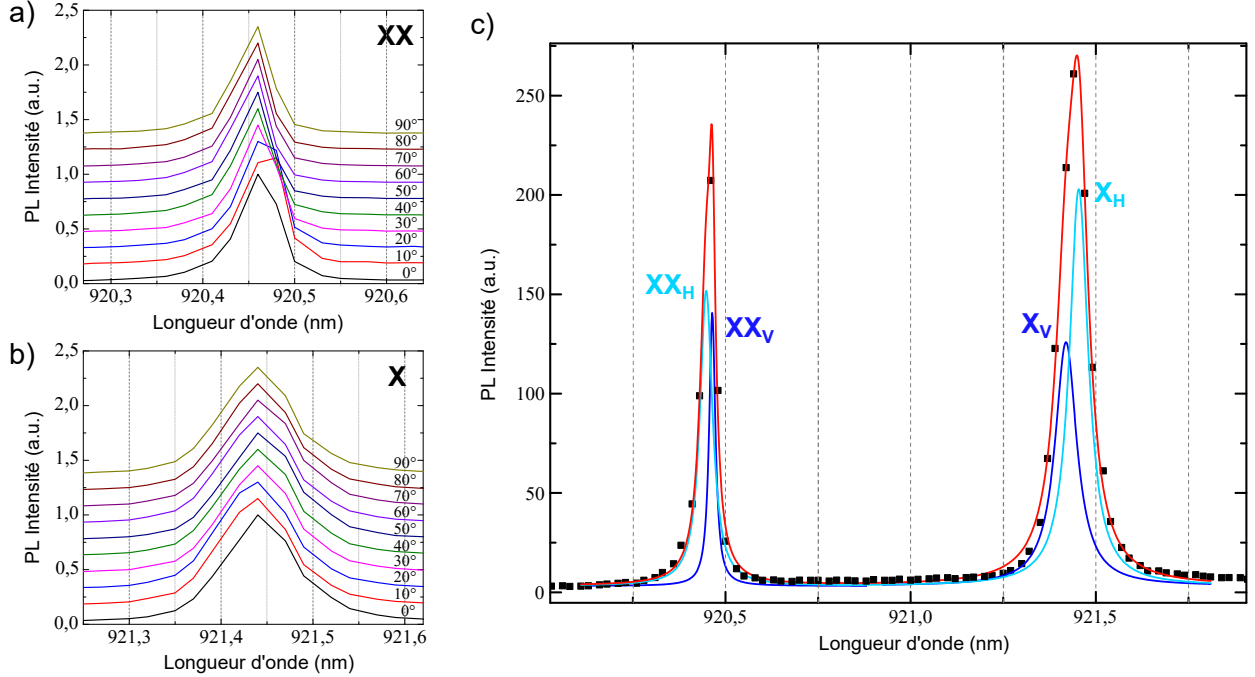 a)
XX
PL Intensité (a.u.)
2,5
2,0
1,5
1,0
0,5
0,0
90°
80°
70°
60°
50°
40°
30°
20°
10°
0°
920,3 920,4 920,5 920,6
Longueur d'onde (nm)
b)
X
PL Intensité (a.u.)
2,5
2,0
1,5
1,0
0,5
0,0
90°
80°
70°
60°
50°
40°
30°
20°
10°
0°
921,3 921,4 921,5 921,6
Longueur d'onde (nm)
c)
PL Intensité (a.u.)
250
200
150
100
50
0
XXH
XXV
XV
XH
920,5 921,0 921,5
Longueur d'onde (nm)